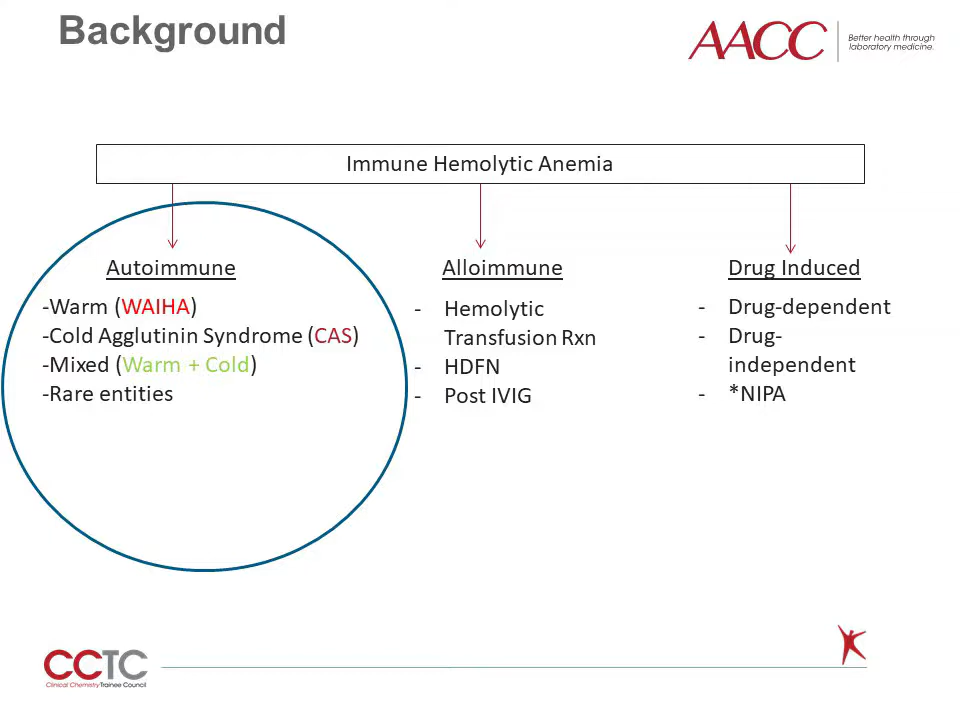 Background
AACC
Better health through
laboratory medicine.
Immune Hemolytic Anemia
Autoimmune
-Warm (WAIHA)
-Cold Agglutinin Syndrome (CAS)
-Mixed (Warm + Cold)
-Rare entities
Alloimmune
- Hemolytic
Transfusion Rxn
- HDFN
- Post IVIG
Drug Induced
- Drug-dependent
- Drug-
independent
- *NIPA
CCTC
Clinical Chemistry Trainee Council